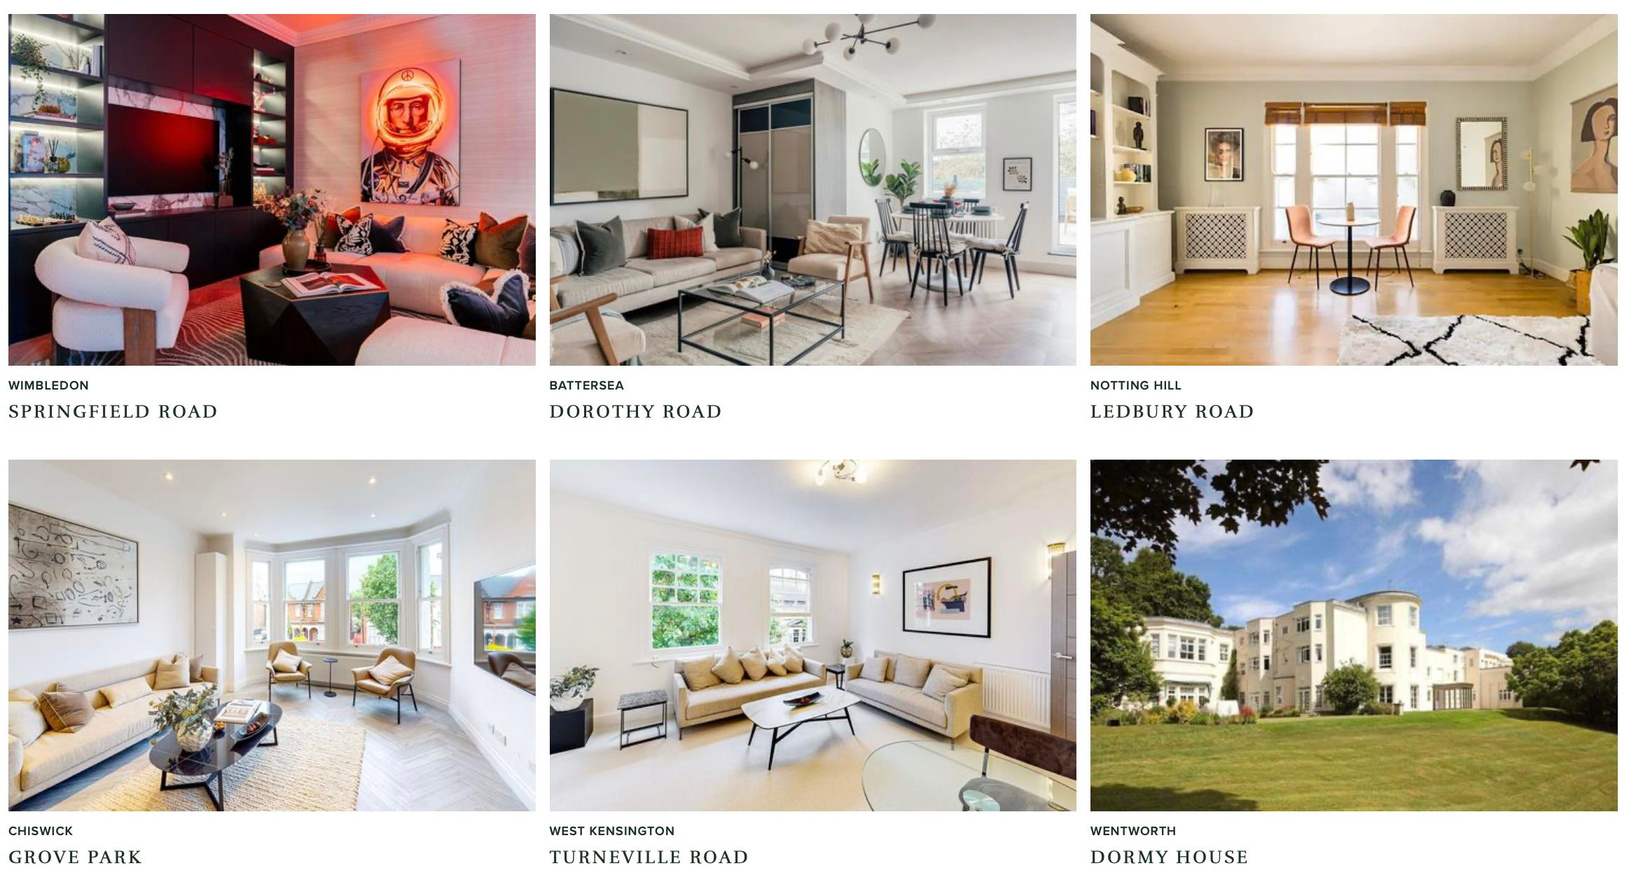 WIMBLEDON
SPRINGFIELD ROAD
BATTERSEA
DOROTHY ROAD
NOTTING HILL
LEDBURY ROAD
CHISWICK
GROVE PARK
WEST KENSINGTON
TURNEVILLE ROAD
WENTWORTH
DORMY HOUSE